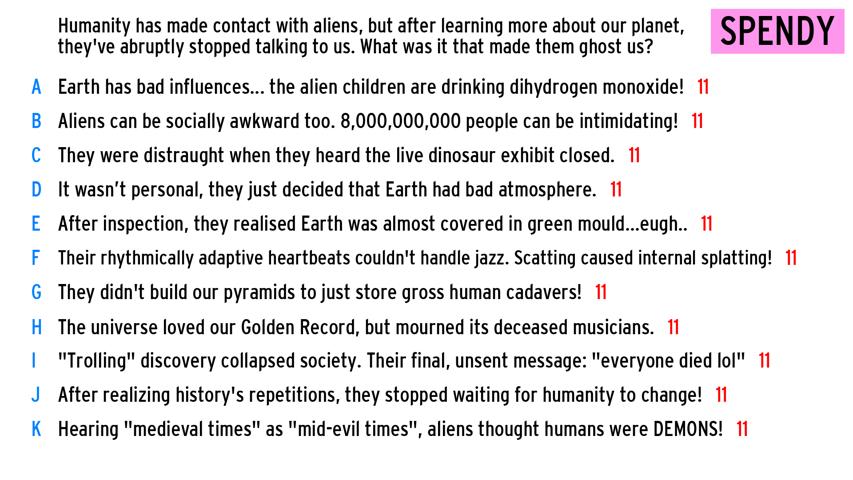 Humanity has made contact with aliens, but after learning more about our planet,
they've abruptly stopped talking to us. What was it that made them ghost us?
SPENDY
A Earth has bad influences... the alien children are drinking dihydrogen monoxide! 11
B Aliens can be socially awkward too. 8,000,000,000 people can be intimidating! 11
C They were distraught when they heard the live dinosaur exhibit closed. 11
D It wasn’t personal, they just decided that Earth had bad atmosphere. 11
E After inspection, they realised Earth was almost covered in green mould...eugh.. 11
F Their rhythmically adaptive heartbeats couldn't handle jazz. Scatting caused internal splatting! 11
G They didn't build our pyramids to just store gross human cadavers! 11
H The universe loved our Golden Record, but mourned its deceased musicians. 11
I "Trolling" discovery collapsed society. Their final, unsent message: "everyone died lol" 11
J After realizing history's repetitions, they stopped waiting for humanity to change! 11
K Hearing "medieval times" as "mid-evil times", aliens thought humans were DEMONS! 11